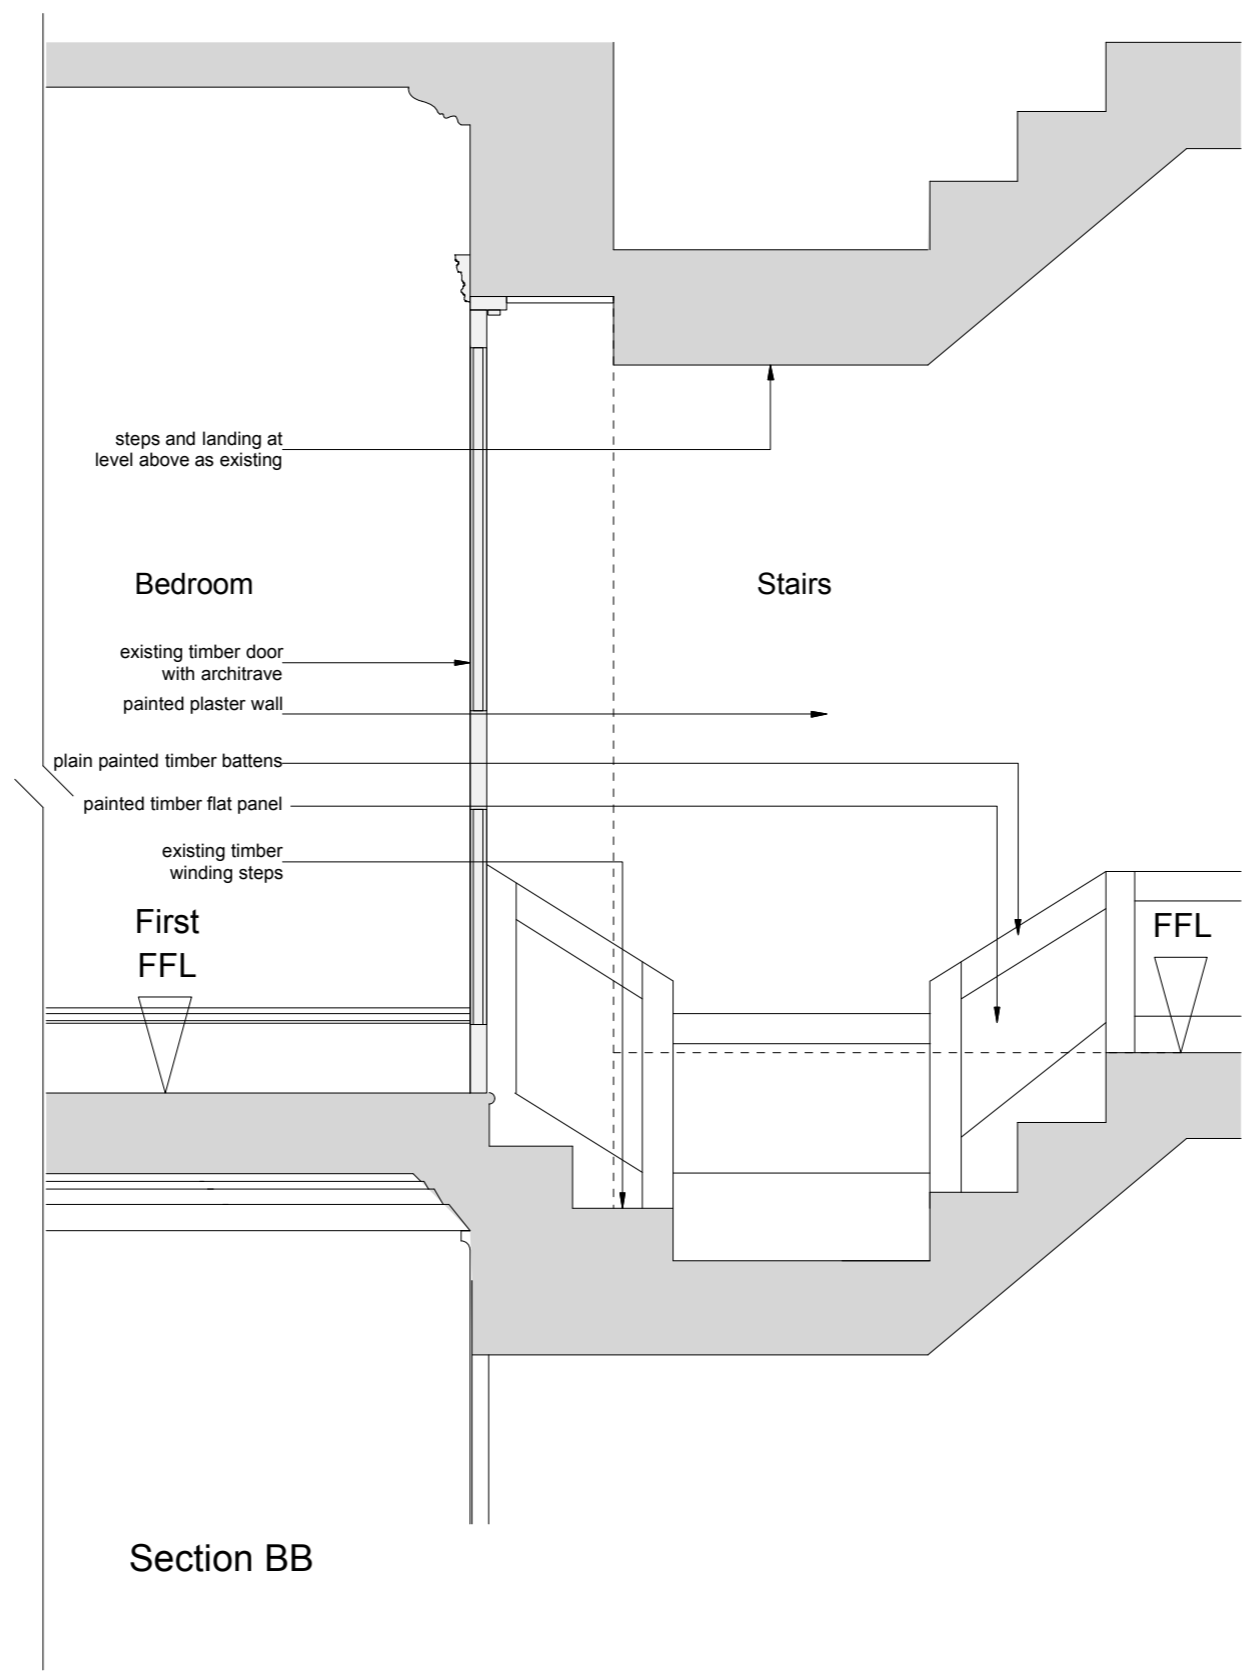 steps and landing at
level above as existing
Bedroom
Stairs
existing timber door
with architrave
painted plaster wall
plain painted timber battens
painted timber flat panel
existing timber
winding steps
First
FFL
FFL
Section BB